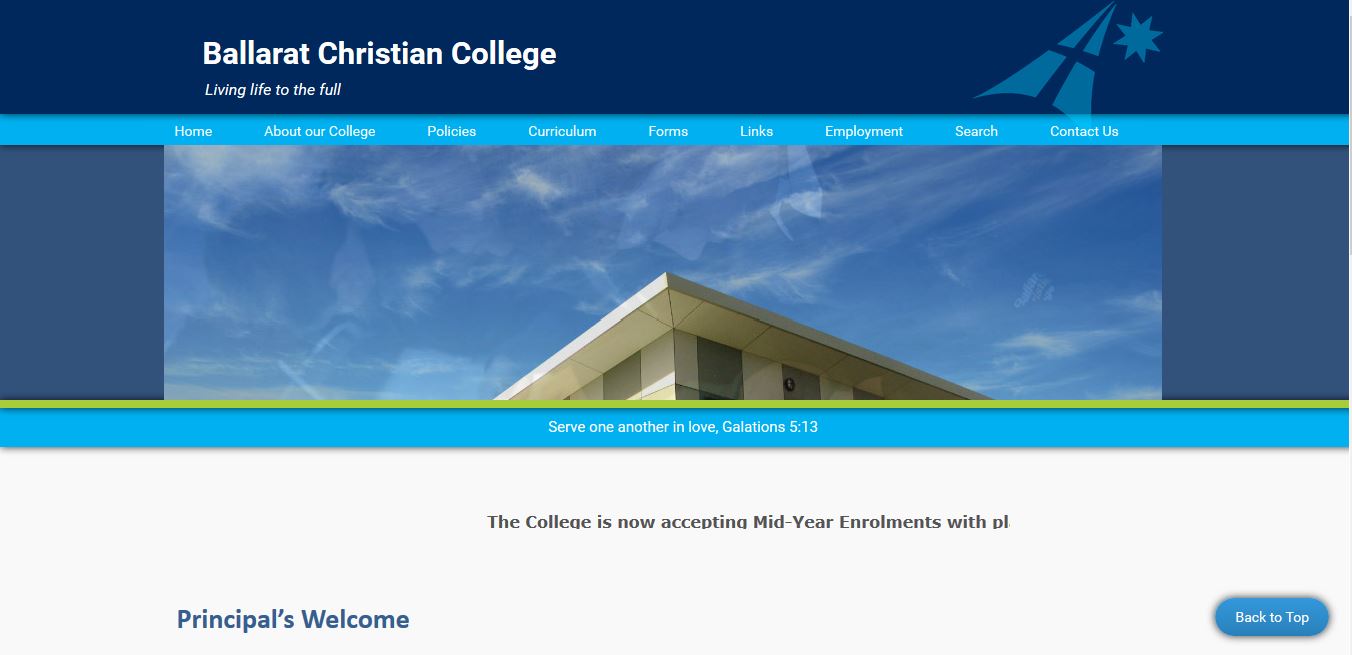 Ballarat Christian College
Living life to the full
Home About our College Policies Curriculum Forms Links Employment Search Contact Us
Serve one another in love, Galations 5:13
The College is now accepting Mid-Year Enrolments with
Principal's Welcome
Back to Top